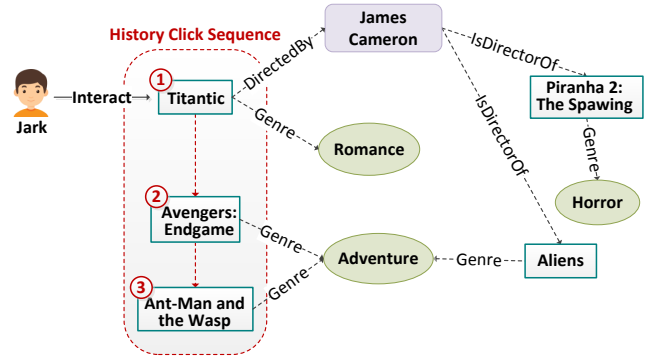 History Click Sequence
James
Cameron
DirectedBy
IsDirectorOf
Jark
Interact
1
Titantic
Piranha 2:
The Spawing
Genre
Romance
IsDirectorOf
Genre
Horror
2
Avengers:
Endgame
Genre
Adventure
Genre
Aliens
3
Ant-Man and
the Wasp
Genre